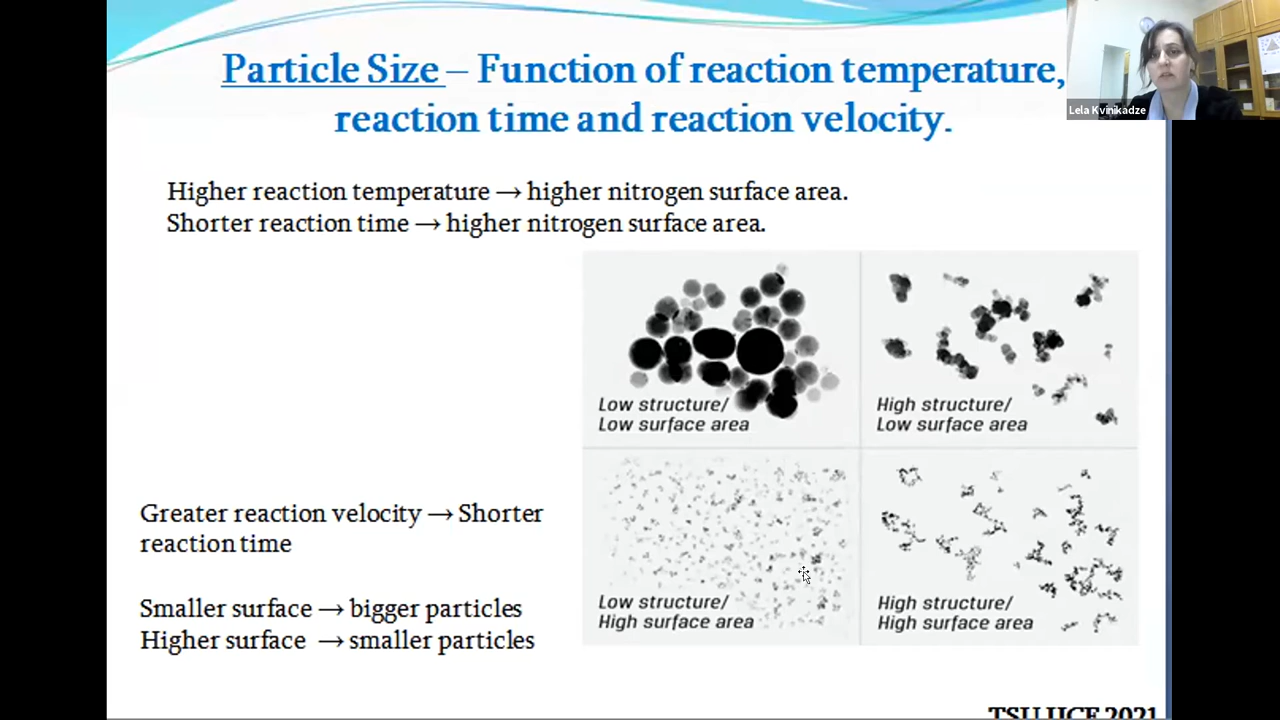 Particle Size – Function of reaction temperature,
reaction time and reaction velocity.
Lela Kvinikadze
Higher reaction temperature → higher nitrogen surface area.
Shorter reaction time → higher nitrogen surface area.
Low structure/
Low surface area
High structure/
Low surface area
Greater reaction velocity → Shorter
reaction time
Smaller surface → bigger particles
Higher surface → smaller particles
Low structure/
High surface area
High structure/
High surface area
TSU UCE 2021